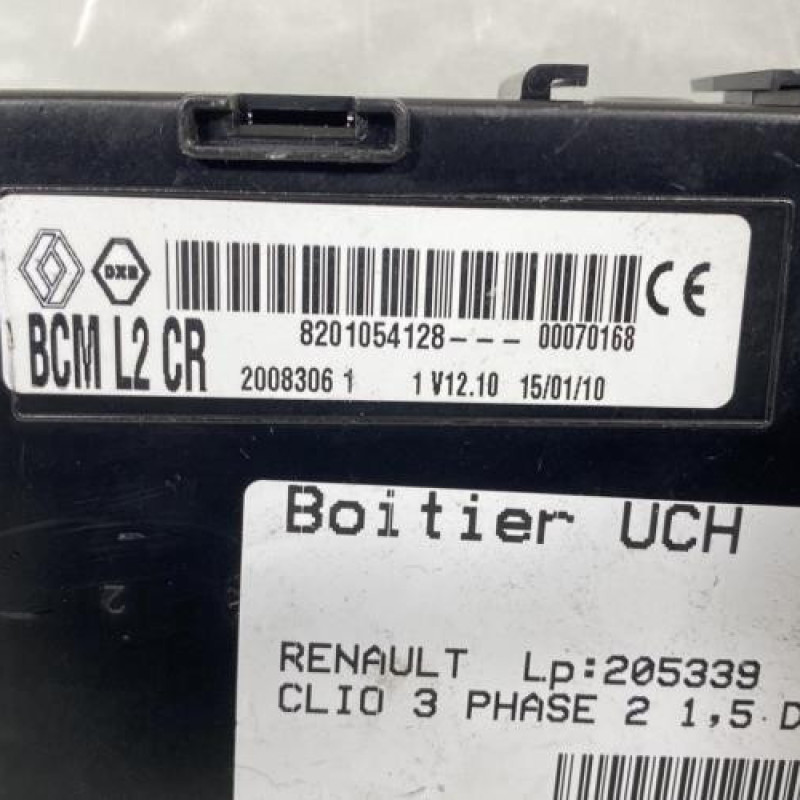 DXB
8201054128--- 00070168
BCM L2 CR 2008306 1 1 V12.10 15/01/10
CE
Boitier UCH
RENAULT Lp:205339
CLIO 3 PHASE 2 1,5 D
2